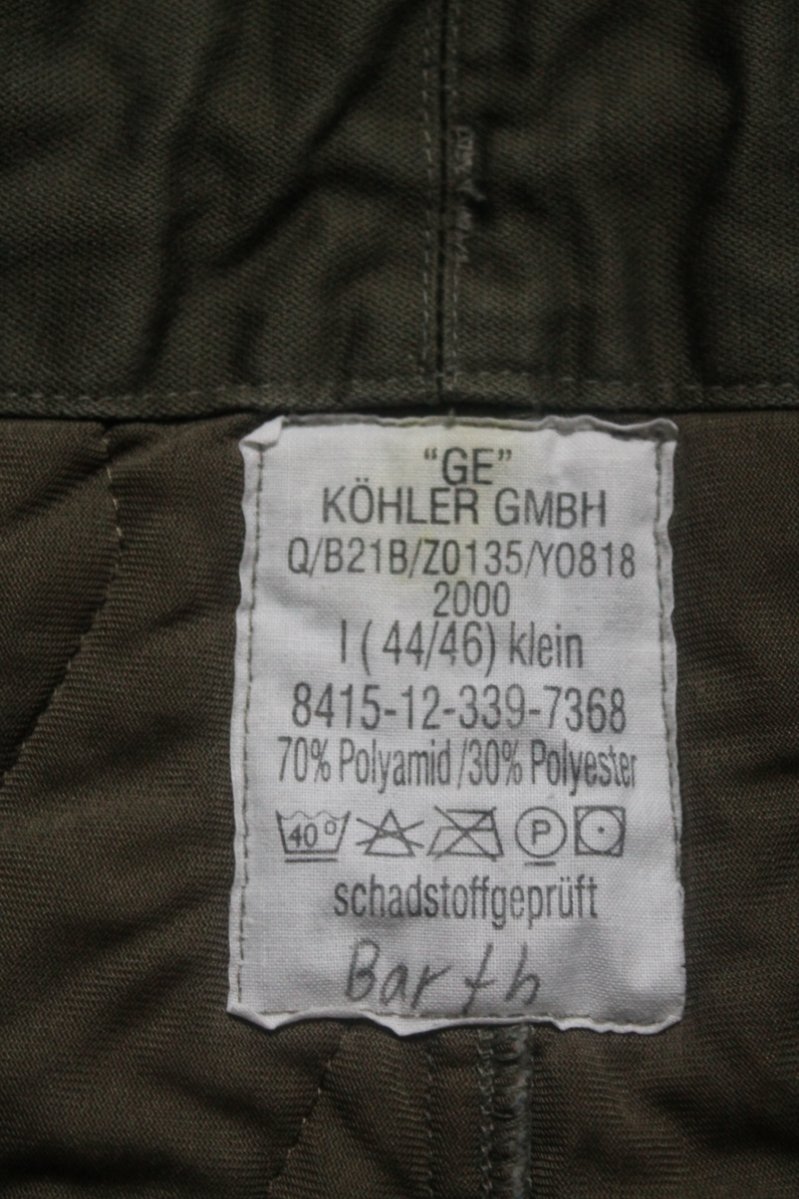 “GE”
KÖHLER GMBH
Q/B21B/Z0135/Y0818
2000
I ( 44/46) klein
8415-12-339-7368
70% Polyamid /30% Polyester
40° P
schadstoffgeprüft
Barth